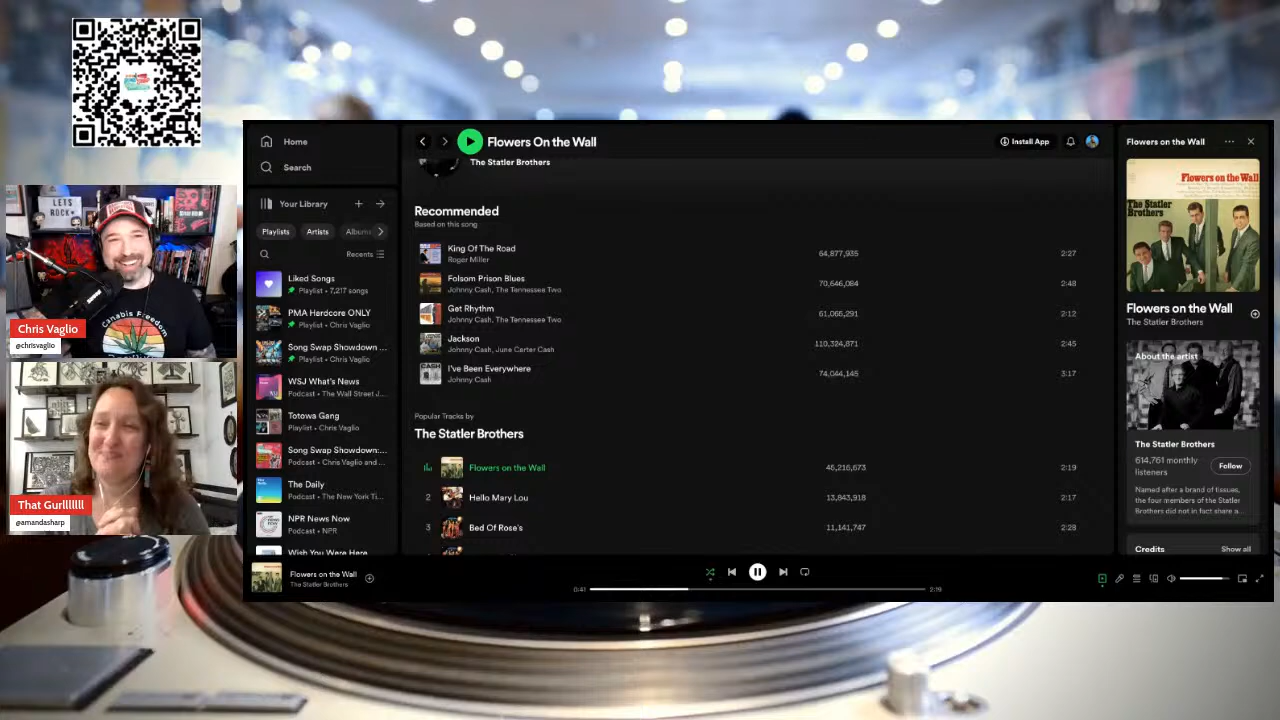 LETS
ROCK
Canabis Freedom
Chris Vaglio
@chrisvaglio
That Gurlllllll
@amandasharp
Home
Search
Your Library
Playlists
Artists
Albums
Recents
Liked Songs
Playlist • 7,217 songs
PMA Hardcore ONLY
Playlist • Chris Vaglio
Song Swap Showdown ...
Playlist • Chris Vaglio
WSJ What's News
Podcast • The Wall Street J...
Totowa Gang
Playlist • Chris Vaglio
Song Swap Showdown:...
Podcast • Chris Vaglio and ...
The Daily
Podcast • The New York Ti...
NPR News Now
Podcast • NPR
Wish You Were Here
Flowers On the Wall
Install App
The Statler Brothers
Recommended
Based on this song
King Of The Road 64,877,935 2:27
Roger Miller
Folsom Prison Blues 70,646,084 2:48
Johnny Cash, The Tennessee Two
Get Rhythm 61,065,291 2:12
Johnny Cash, The Tennessee Two
Jackson 110,324,871 2:45
Johnny Cash, June Carter Cash
I've Been Everywhere 74,044,145 3:17
Johnny Cash
Popular Tracks by
The Statler Brothers
Flowers on the Wall 46,216,673 2:19
2 Hello Mary Lou 13,843,918 2:17
3 Bed Of Rose's 11,141,747 2:28
Flowers on the Wall
Flowers on the Wall
The Statler
Brothers
Flowers on the Wall
The Statler Brothers
About the artist
The Statler Brothers
614,761 monthly
listeners
Follow
Named after a brand of tissues,
the four members of the Statler
Brothers did not in fact share a...
Credits
Show all
Flowers on the Wall
The Statler Brothers
0:41
2:19